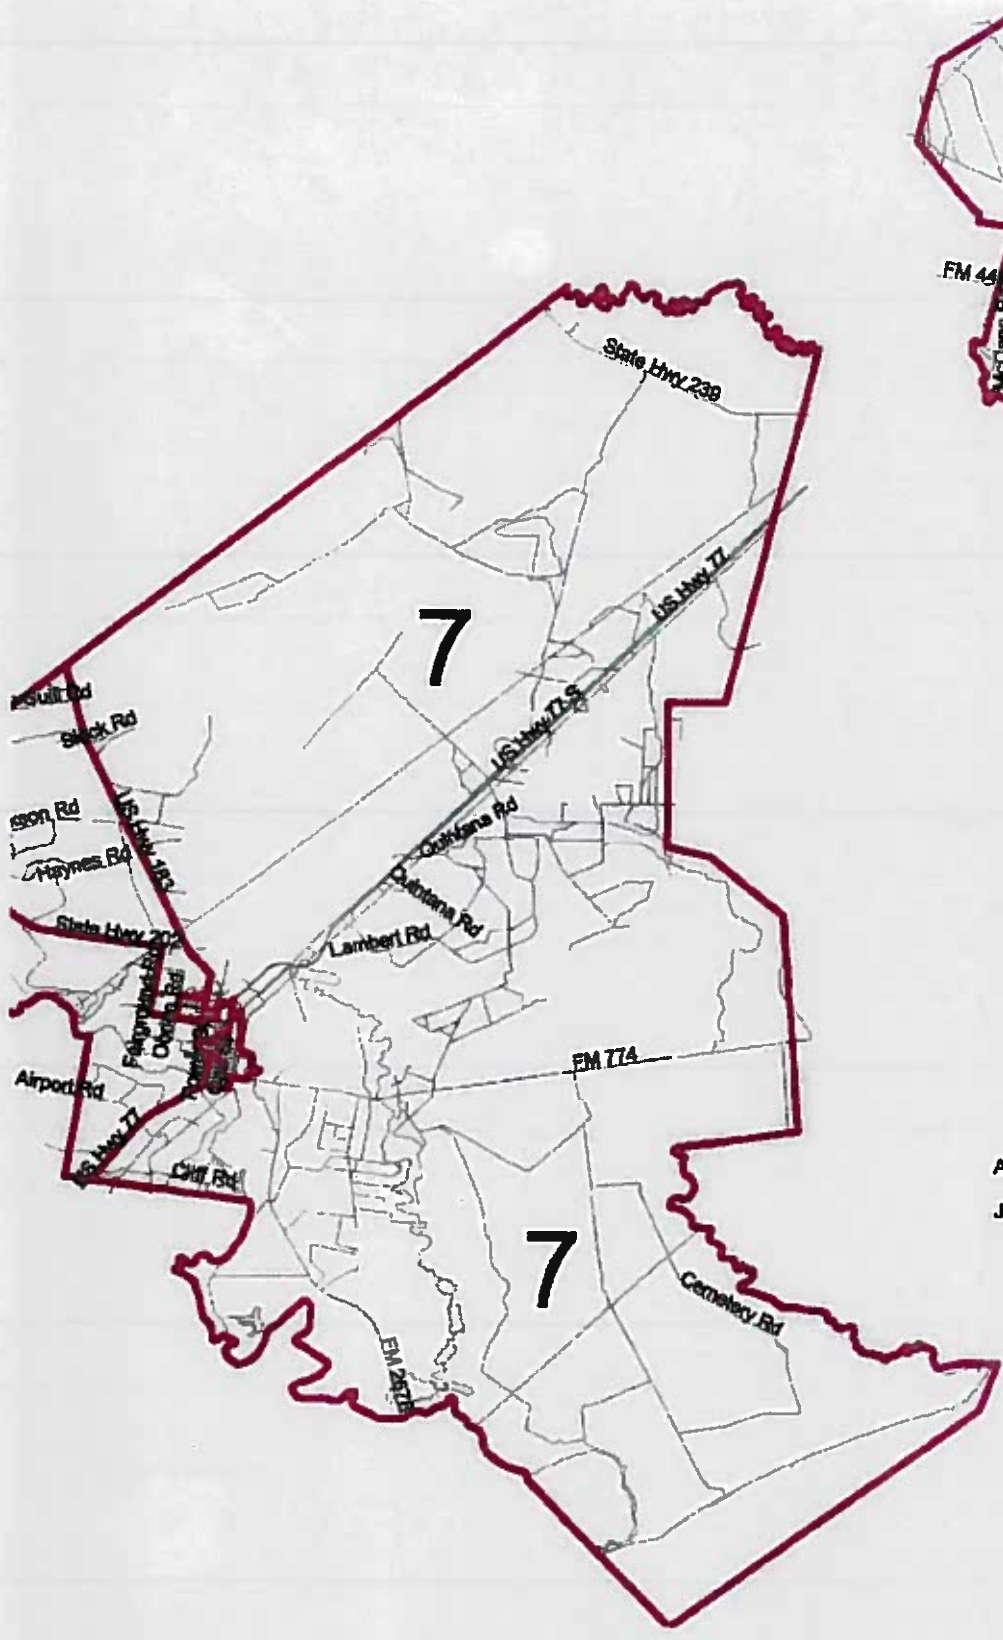 FM 44
State Hwy 239
US Hwy 77
7
US Hwy 77 S
Slick Rd
US Hwy 183
Quintana Rd
Haynes Rd
Quintana Rd
State Hwy 202
Lambert Rd
Fairground Rd
FM 774
Airport Rd
US Hwy 77
Cliff Rd
7
Cemetery Rd
A
J